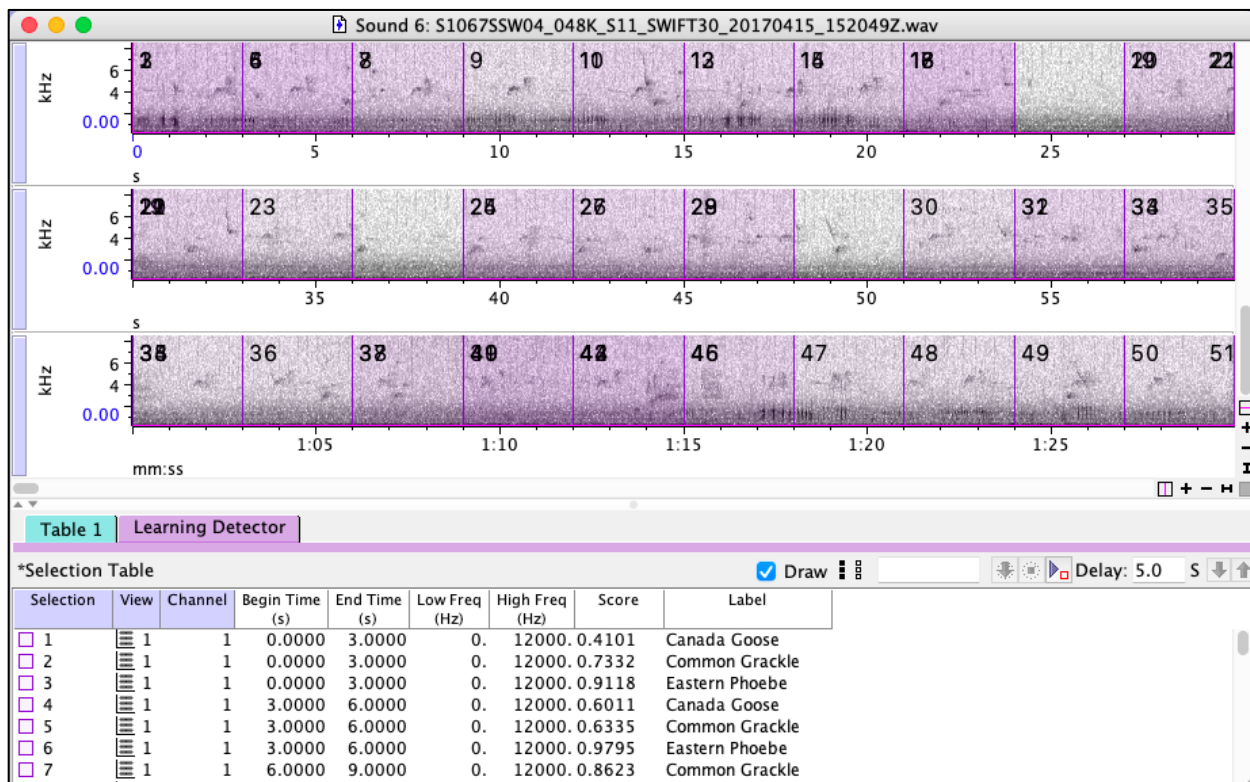 Sound 6: S1067SSW04_048K_S11_SWIFT30_20170415_152049Z.wav
kHz 6 4 0.00
9
0 5 10 15 20 25
s
kHz 6 4 0.00
23 30 35
35 40 45 50 55
s
kHz 6 4 0.00
36 47 48 49 50 51
1:05 1:10 1:15 1:20 1:25
mm:ss
Table 1 Learning Detector
*Selection Table Draw Delay: 5.0 S
Selection View Channel Begin Time (s) End Time (s) Low Freq (Hz) High Freq (Hz) Score Label
1 1 1 0.0000 3.0000 0. 12000. 0.4101 Canada Goose
2 1 1 0.0000 3.0000 0. 12000. 0.7332 Common Grackle
3 1 1 0.0000 3.0000 0. 12000. 0.9118 Eastern Phoebe
4 1 1 3.0000 6.0000 0. 12000. 0.6011 Canada Goose
5 1 1 3.0000 6.0000 0. 12000. 0.6335 Common Grackle
6 1 1 3.0000 6.0000 0. 12000. 0.9795 Eastern Phoebe
7 1 1 6.0000 9.0000 0. 12000. 0.8623 Common Grackle